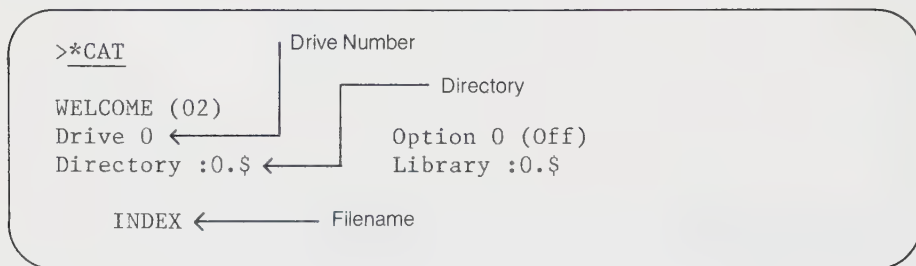 >*CAT
Drive Number
Directory
WELCOME (02)
Drive 0 Option 0 (Off)
Directory :0.$ Library :0.$
INDEX Filename